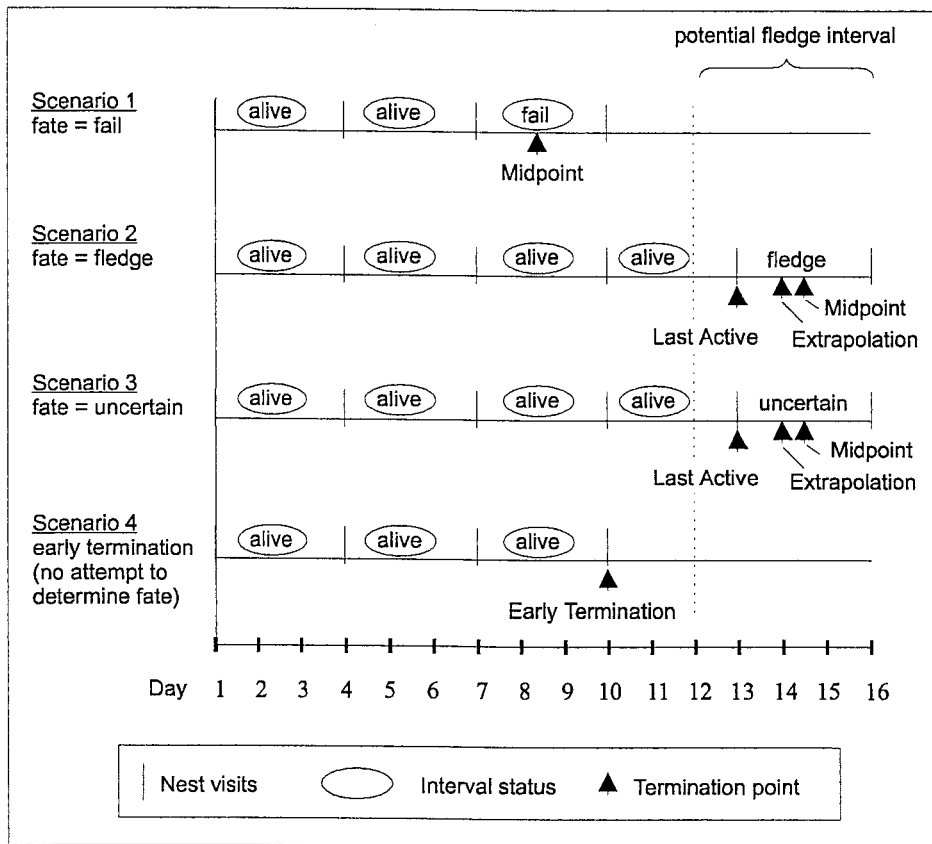 potential fledge interval
Scenario 1
fate = fail
alive
alive
fail
Midpoint
Scenario 2
fate = fledge
alive
alive
alive
alive
fledge
Midpoint
Last Active
Extrapolation
Scenario 3
fate = uncertain
alive
alive
alive
alive
uncertain
Midpoint
Last Active
Extrapolation
Scenario 4
early termination
(no attempt to
determine fate)
alive
alive
alive
Early Termination
Day 1 2 3 4 5 6 7 8 9 10 11 12 13 14 15 16
Nest visits
Interval status
Termination point